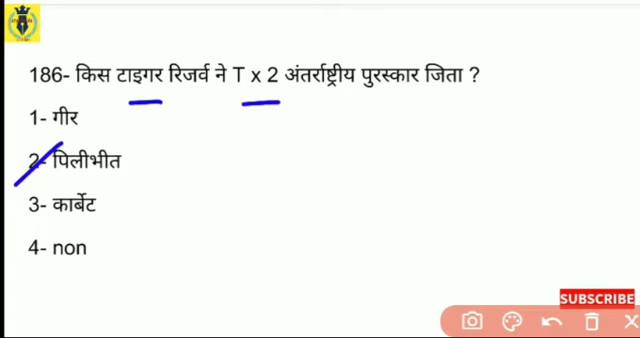 186- किस टाइगर रिजर्व ने T x 2 अंतर्राष्ट्रीय पुरस्कार जिता ?
1- गीर
2- पिलीभीत
3- कार्बेट
4- non
SUBSCRIBE